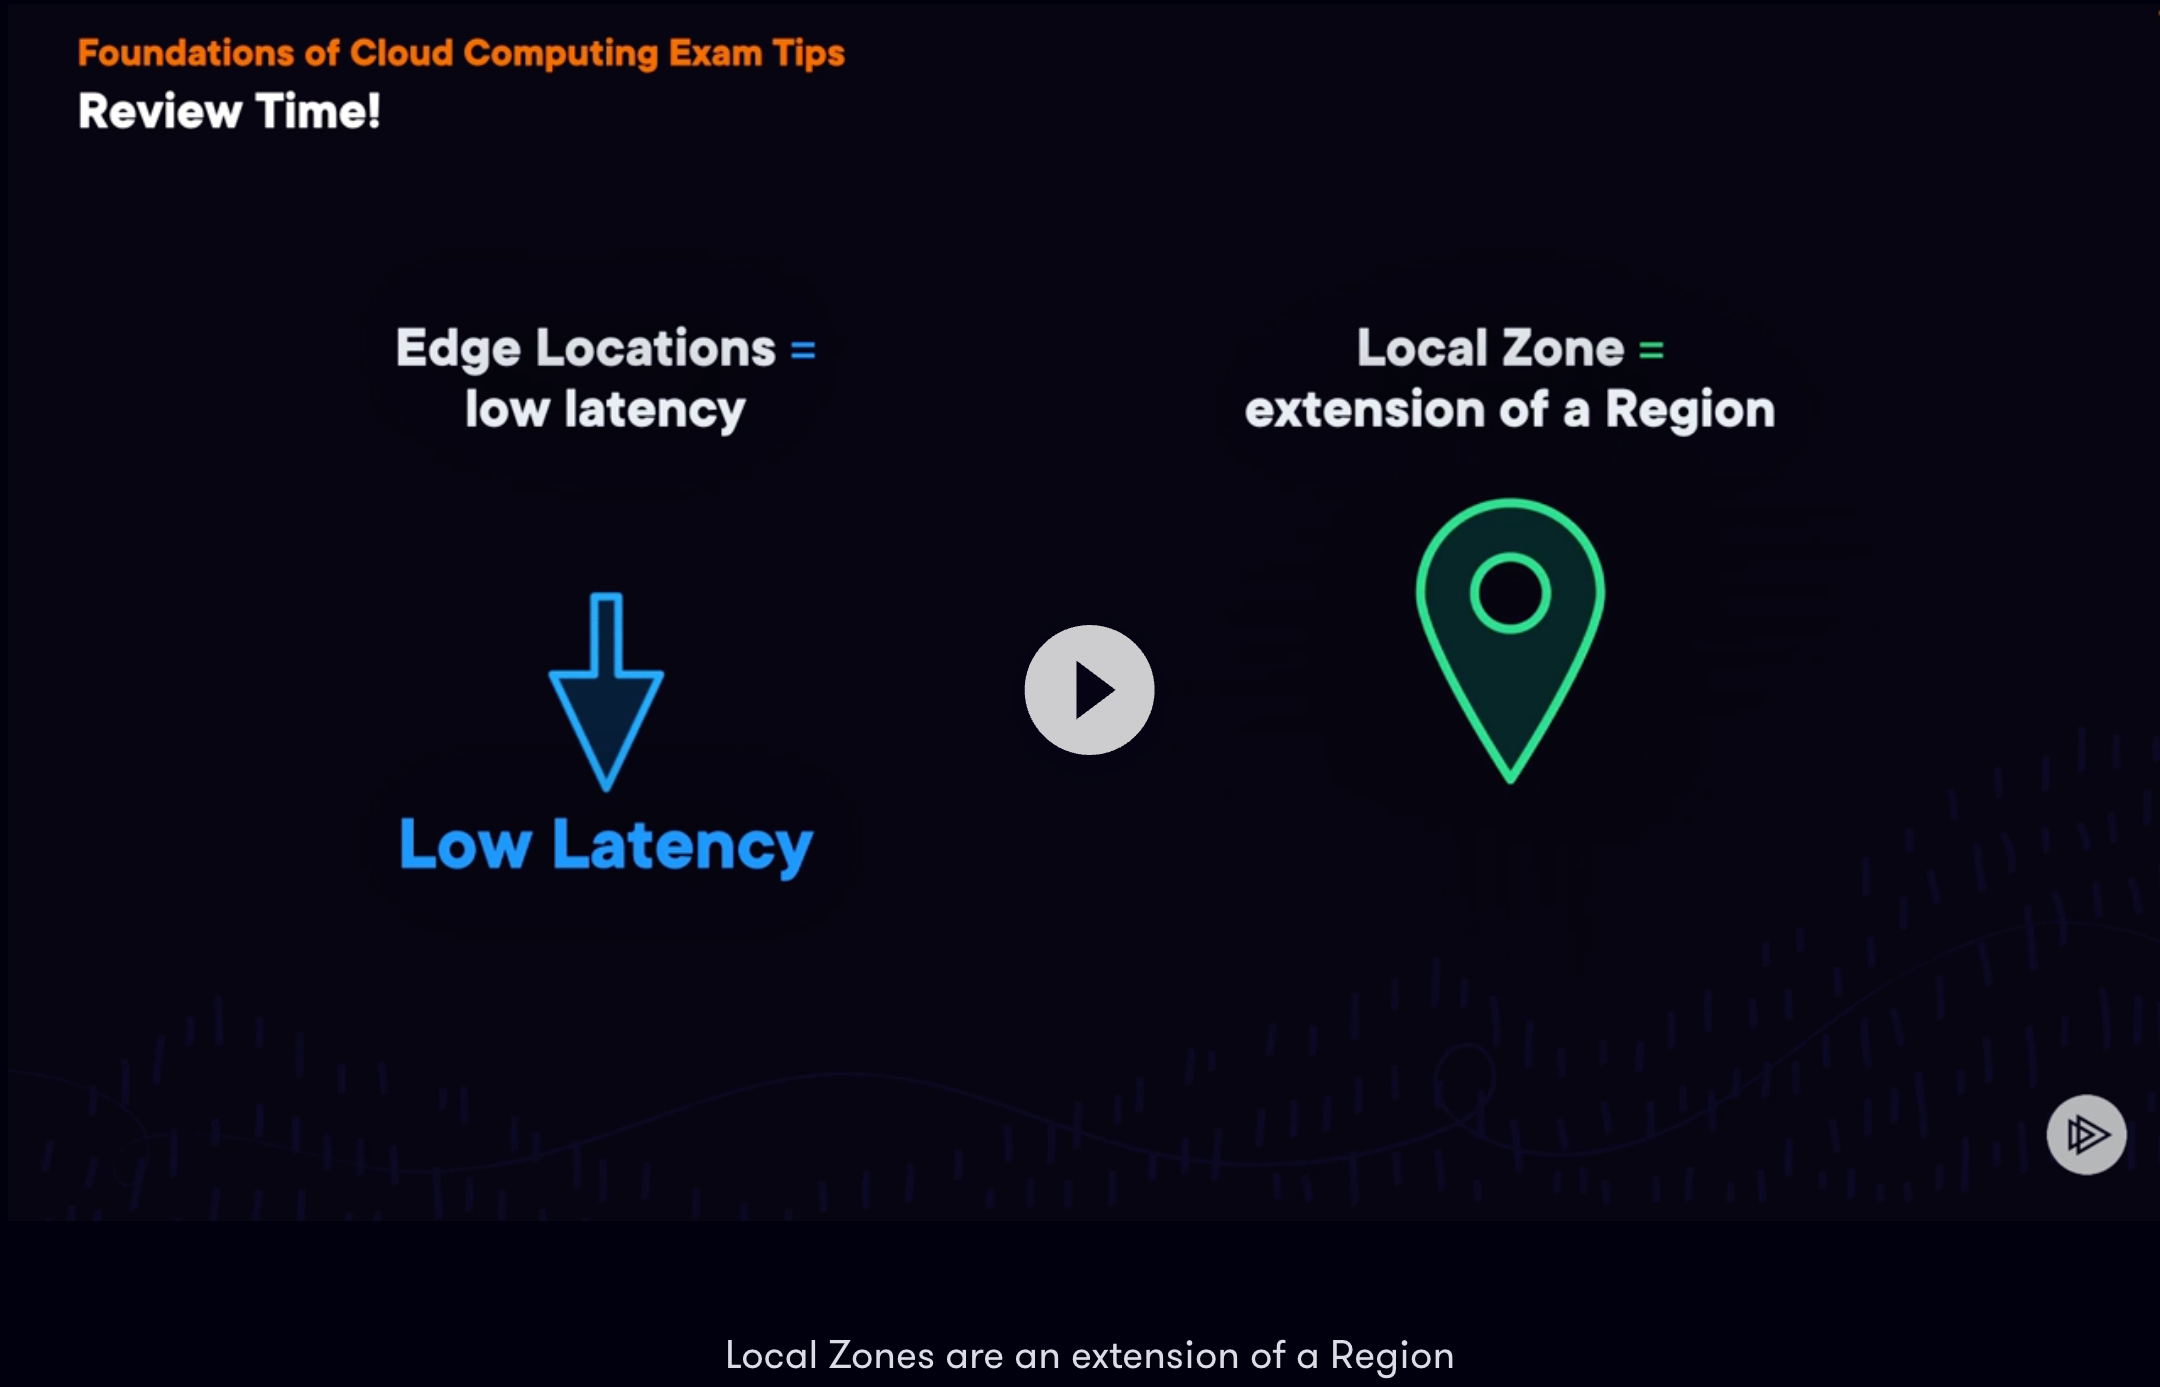 Foundations of Cloud Computing Exam Tips
Review Time!
Edge Locations =
low latency
Local Zone =
extension of a Region
Low Latency
Local Zones are an extension of a Region